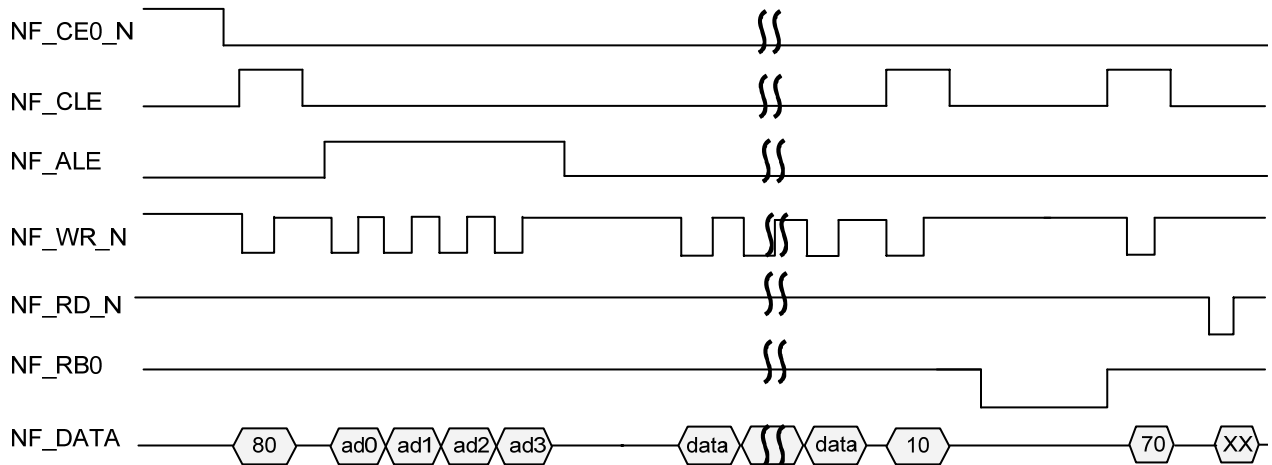 NF_CE0_N
NF_CLE
NF_ALE
NF_WR_N
NF_RD_N
NF_RB0
NF_DATA 80 ad0 ad1 ad2 ad3 data data 10 70 XX